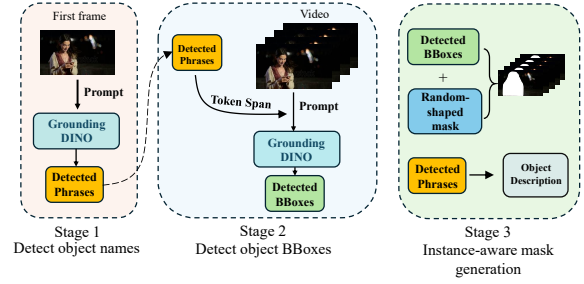 First frame
Prompt
Grounding
DINO
Detected
Phrases
Stage 1
Detect object names
Video
Detected
Phrases
Token Span
Prompt
Grounding
DINO
Detected
BBoxes
Stage 2
Detect object BBoxes
Detected
BBoxes
+
Random-
shaped mask
Detected
Phrases
Object
Description
Stage 3
Instance-aware mask
generation